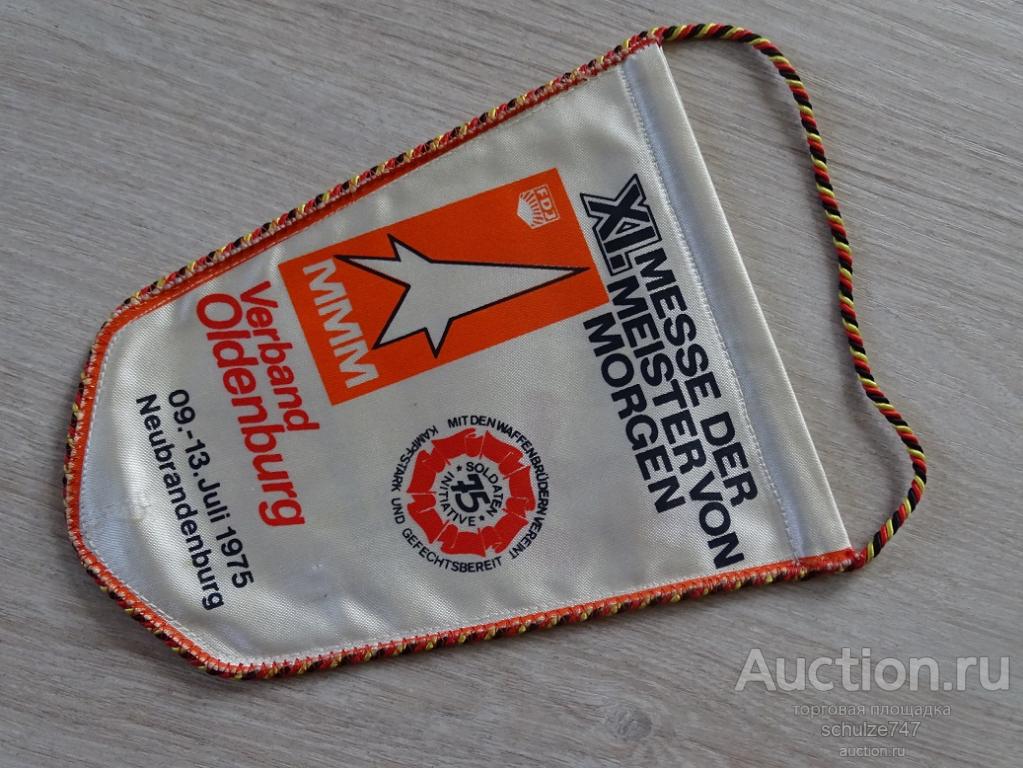 XI. MESSE DER
MEISTER VON
MORGEN
FDJ
MMM
MIT DEN WAFFENBRÜDERN VEREINT
KAMPFSTARK UND GEFECHTSBEREIT
SOLDATEN
75
INITIATIVE
Verband
Oldenburg
09.-13. Juli 1975
Neubrandenburg
Auction.ru
торговая площадка
schulze747
auction.ru